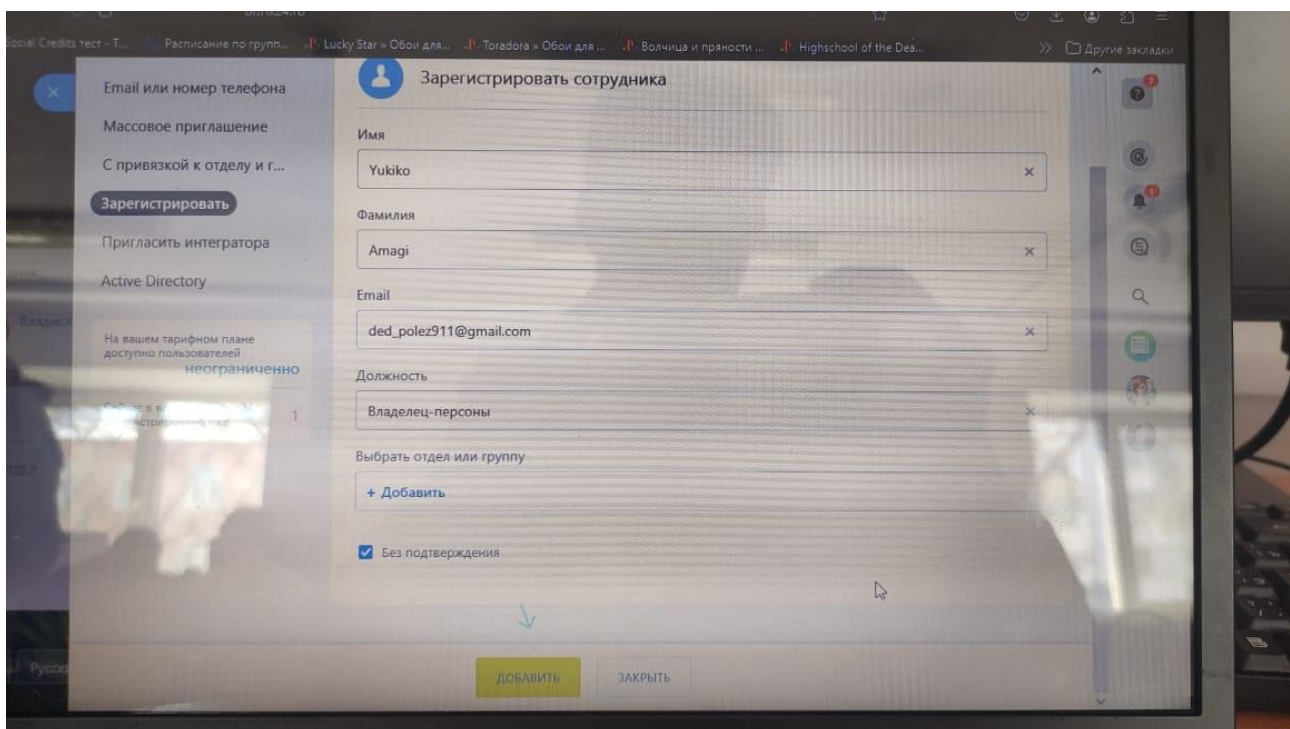 Social Credits тест - Т... Расписание по групп... Lucky Star » Обои для... Toradora » Обои для ... Волчица и пряности ... Highschool of the Dea... Другие закладки
Email или номер телефона
Массовое приглашение
С привязкой к отделу и г...
Зарегистрировать
Пригласить интегратора
Active Directory
На вашем тарифном плане
доступно пользователей
неограниченно
1
Зарегистрировать сотрудника
Имя
Yukiko
Фамилия
Amagi
Email
ded_polez911@gmail.com
Должность
Владелец-персоны
Выбрать отдел или группу
+ Добавить
Без подтверждения
ДОБАВИТЬ
ЗАКРЫТЬ
7
1